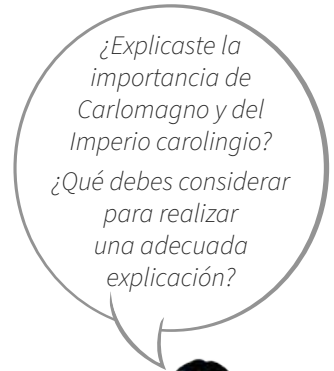 ¿Explicaste la
importancia de
Carlomagno y del
Imperio carolingio?
¿Qué debes considerar
para realizar
una adecuada
explicación?